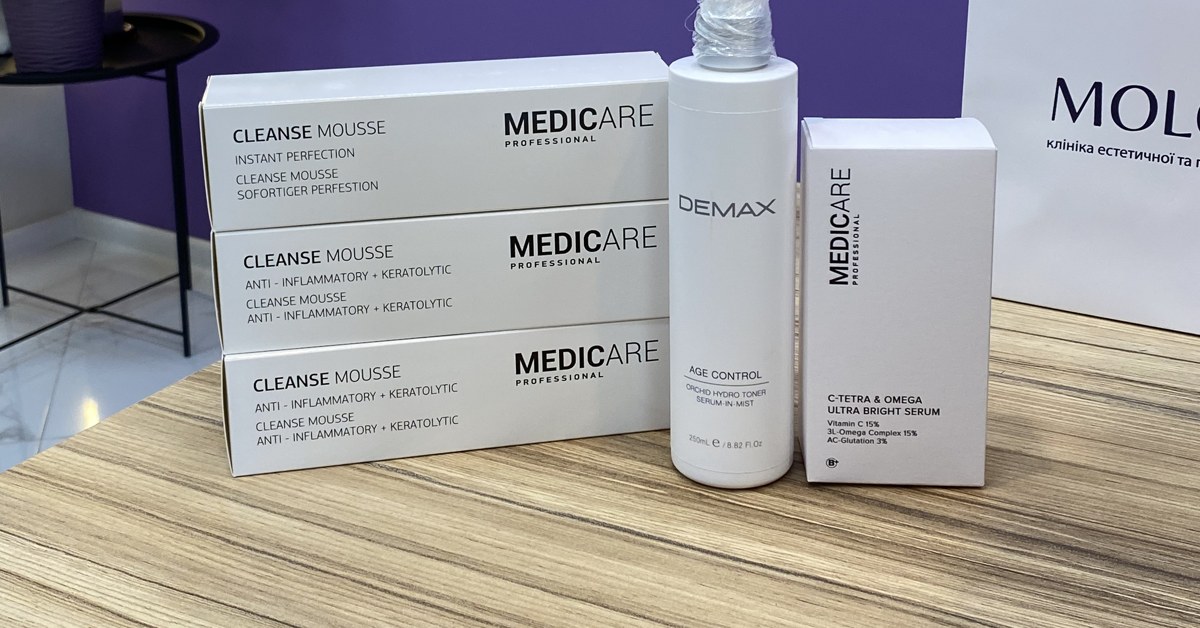 CLEANSE MOUSSE
INSTANT PERFECTION
CLEANSE MOUSSE
SOFORTIGER PERFESTION
MEDICARE
PROFESSIONAL
CLEANSE MOUSSE
ANTI - INFLAMMATORY + KERATOLYTIC
CLEANSE MOUSSE
ANTI - INFLAMMATORY + KERATOLYTIC
MEDICARE
PROFESSIONAL
CLEANSE MOUSSE
ANTI - INFLAMMATORY + KERATOLYTIC
CLEANSE MOUSSE
ANTI - INFLAMMATORY + KERATOLYTIC
MEDICARE
PROFESSIONAL
DEMAX
AGE CONTROL
ORCHID HYDRO TONER
SERUM-IN-MIST
250mL ℮ / 8.82 Fl.Oz
MEDICARE
PROFESSIONAL
C-TETRA & OMEGA
ULTRA BRIGHT SERUM
Vitamin C 15%
3L-Omega Complex 15%
AC-Glutation 3%
B+
MOL
клініка естетичної та